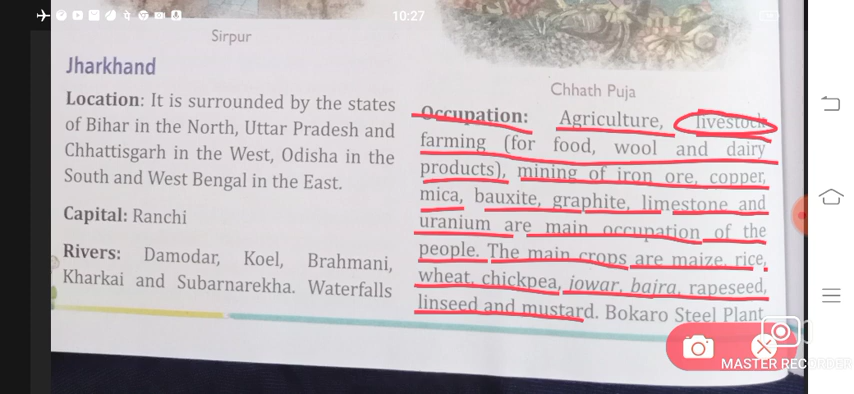 10:27
Sirpur
Jharkhand
Location: It is surrounded by the states
of Bihar in the North, Uttar Pradesh and
Chhattisgarh in the West, Odisha in the
South and West Bengal in the East.
Capital: Ranchi
Rivers: Damodar, Koel, Brahmani,
Kharkai and Subarnarekha. Waterfalls
Chhath Puja
Occupation: Agriculture, livestock
farming (for food, wool and dairy
products), mining of iron ore, copper,
mica, bauxite, graphite, limestone and
uranium are main occupation of the
people. The main crops are maize, rice,
wheat, chickpea, jowar, bajra, rapeseed,
linseed and mustard. Bokaro Steel Plant
MASTER RECORDER